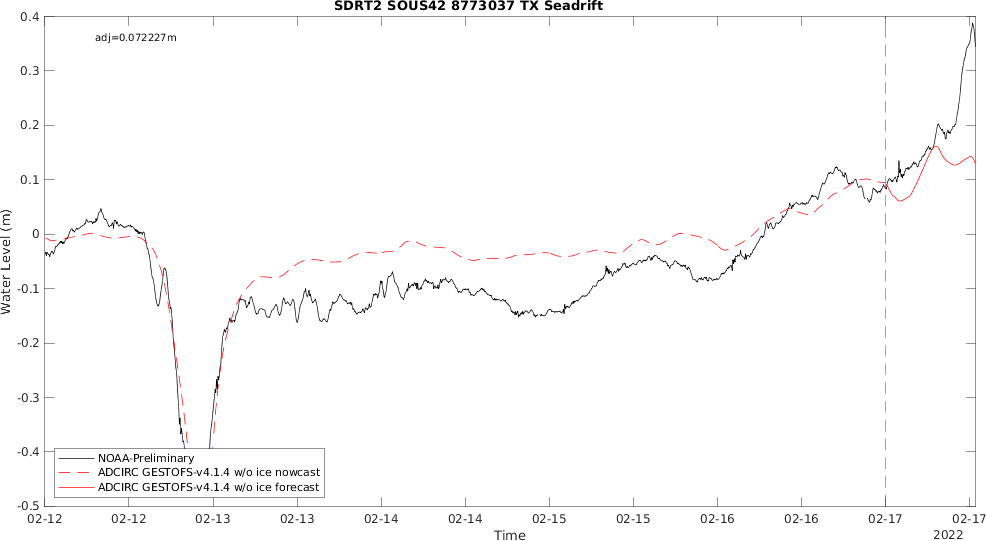 SDRT2 SOUS42 8773037 TX Seadrift
adj=0.072227m
0.4
0.3
0.2
0.1
0
-0.1
-0.2
-0.3
-0.4
-0.5
Water Level (m)
NOAA-Preliminary
ADCIRC GESTOFS-v4.1.4 w/o ice nowcast
ADCIRC GESTOFS-v4.1.4 w/o ice forecast
02-12 02-12 02-13 02-13 02-14 02-14 02-15 02-15 02-16 02-16 02-17 02-17
Time
2022